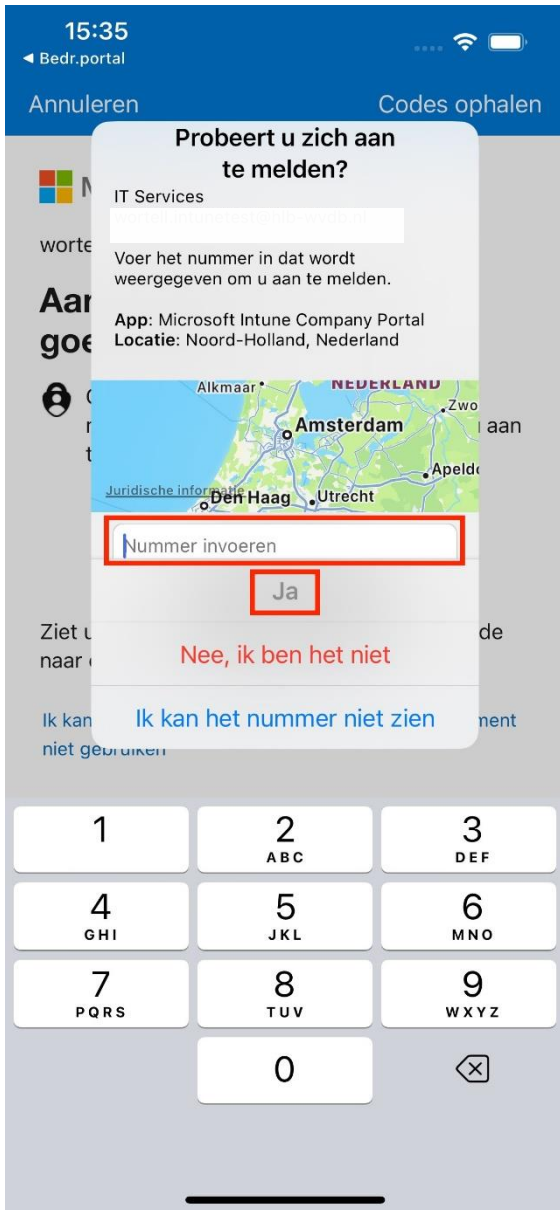 15:35
◀ Bedr.portal
Annuleren
Codes ophalen
Probeert u zich aan
te melden?
IT Services
worte
Voer het nummer in dat wordt
weergegeven om u aan te melden.
Aan
goe
App: Microsoft Intune Company Portal
Locatie: Noord-Holland, Nederland
Alkmaar
NEDERLAND
Zwo
Amsterdam
aan
Apeldo
Juridische informatie
Den Haag
Utrecht
Nummer invoeren
Ja
Ziet u
de
naar
Nee, ik ben het niet
Ik kan
Ik kan het nummer niet zien
ment
niet gebruiken
1
2
ABC
3
DEF
4
GHI
5
JKL
6
MNO
7
PQRS
8
TUV
9
WXYZ
0